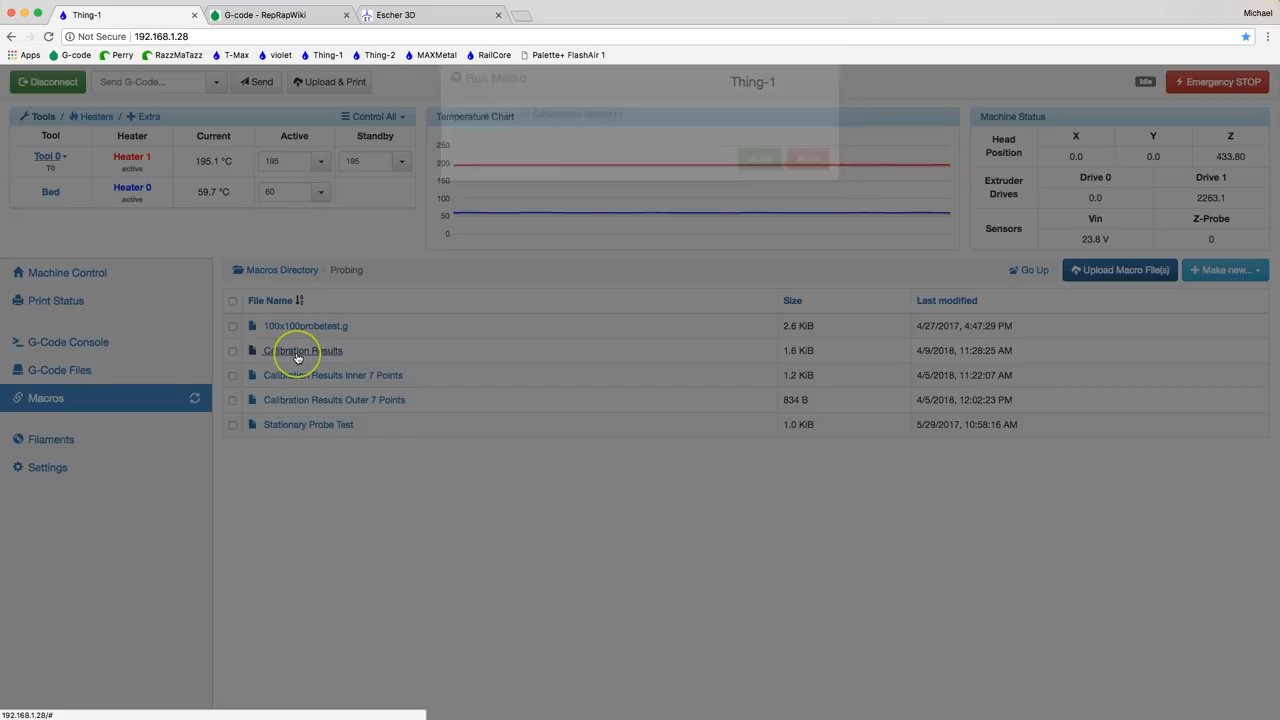 Thing-1
G-code - RepRapWiki
Escher 3D
Michael
Not Secure
192.168.1.28
Apps
G-code
Perry
RazzMaTazz
T-Max
violet
Thing-1
Thing-2
MAXMetal
RailCore
Palette+ FlashAir 1
Disconnect
Send G-Code...
Send
Upload & Print
Run Macro
Thing-1
Idle
Emergency STOP
Tools / Heaters / Extra
Control All
Tool Heater Current Active Standby
Tool 0 Heater 1 195.1 °C 195 195
T0 active
Bed Heater 0 59.7 °C 60
active
Temperature Chart
250
200
150
100
50
0
Machine Status
Head Position X Y Z
0.0 0.0 433.80
Extruder Drives Drive 0 Drive 1
0.0 2263.1
Sensors Vin Z-Probe
23.8 V 0
Machine Control
Print Status
G-Code Console
G-Code Files
Macros
Filaments
Settings
Macros Directory / Probing
Go Up
Upload Macro File(s)
Make new...
File Name Size Last modified
100x100probetest.g 2.6 KiB 4/27/2017, 4:47:29 PM
Calibration Results 1.6 KiB 4/9/2018, 11:28:25 AM
Calibration Results Inner 7 Points 1.2 KiB 4/5/2018, 11:22:07 AM
Calibration Results Outer 7 Points 834 B 4/5/2018, 12:02:23 PM
Stationary Probe Test 1.0 KiB 5/29/2017, 10:58:16 AM
192.168.1.28/#